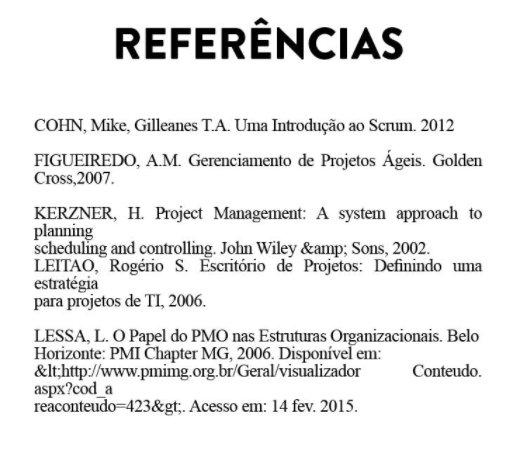 REFERÊNCIAS
COHN, Mike, Gilleanes T.A. Uma Introdução ao Scrum. 2012
FIGUEIREDO, A.M. Gerenciamento de Projetos Ágeis. Golden
Cross,2007.
KERZNER, H. Project Management: A system approach to
planning
scheduling and controlling. John Wiley &amp; Sons, 2002.
LEITAO, Rogério S. Escritório de Projetos: Definindo uma
estratégia
para projetos de TI, 2006.
LESSA, L. O Papel do PMO nas Estruturas Organizacionais. Belo
Horizonte: PMI Chapter MG, 2006. Disponível em:
&lt;http://www.pmimg.org.br/Geral/visualizador Conteudo.
aspx?cod_a
reaconteudo=423&gt;. Acesso em: 14 fev. 2015.